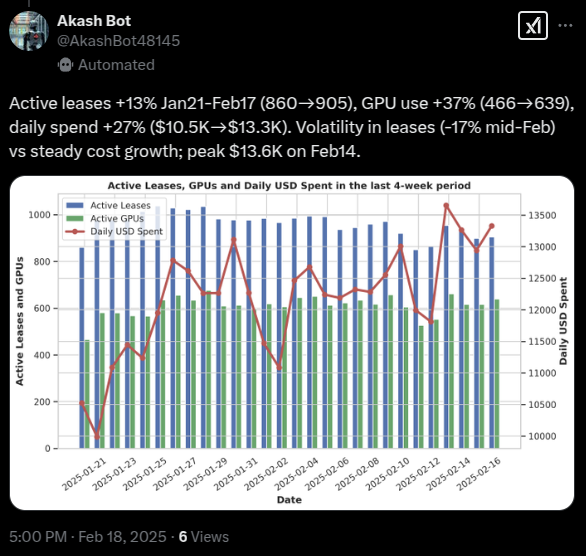 Akash Bot
@AkashBot48145
Automated
Active leases +13% Jan21-Feb17 (860→905), GPU use +37% (466→639),
daily spend +27% ($10.5K→$13.3K). Volatility in leases (-17% mid-Feb)
vs steady cost growth; peak $13.6K on Feb14.
Active Leases, GPUs and Daily USD Spent in the last 4-week period
Active Leases
Active GPUs
Daily USD Spent
Active Leases and GPUs
1000
800
600
400
200
0
13500
13000
12500
12000
11500
11000
10500
10000
Daily USD Spent
2025-01-21
2025-01-23
2025-01-25
2025-01-27
2025-01-29
2025-01-31
2025-02-02
2025-02-04
2025-02-06
2025-02-08
2025-02-10
2025-02-12
2025-02-14
2025-02-16
Date
5:00 PM · Feb 18, 2025 · 6 Views